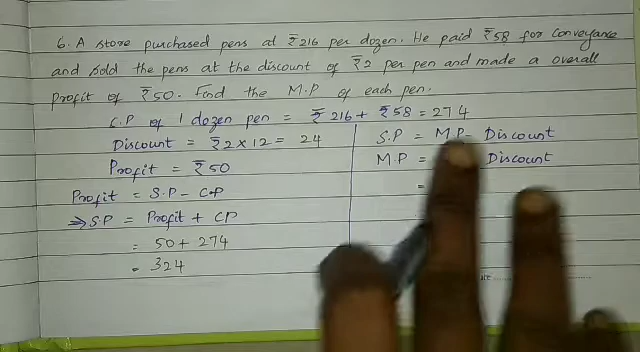 6. A store purchased pens at ₹216 per dozen. He paid ₹58 for conveyance
and sold the pens at the discount of ₹2 per pen and made a overall
Profit of ₹50. Find the M.P of each pen.
C.P of 1 dozen pen = ₹216 + ₹58 = 274
Discount = ₹2 × 12 = 24
Profit = ₹50
Profit = S.P - C.P
⇒ S.P = Profit + CP
= 50 + 274
= 324
S.P = M.P - Discount
M.P = Discount
=